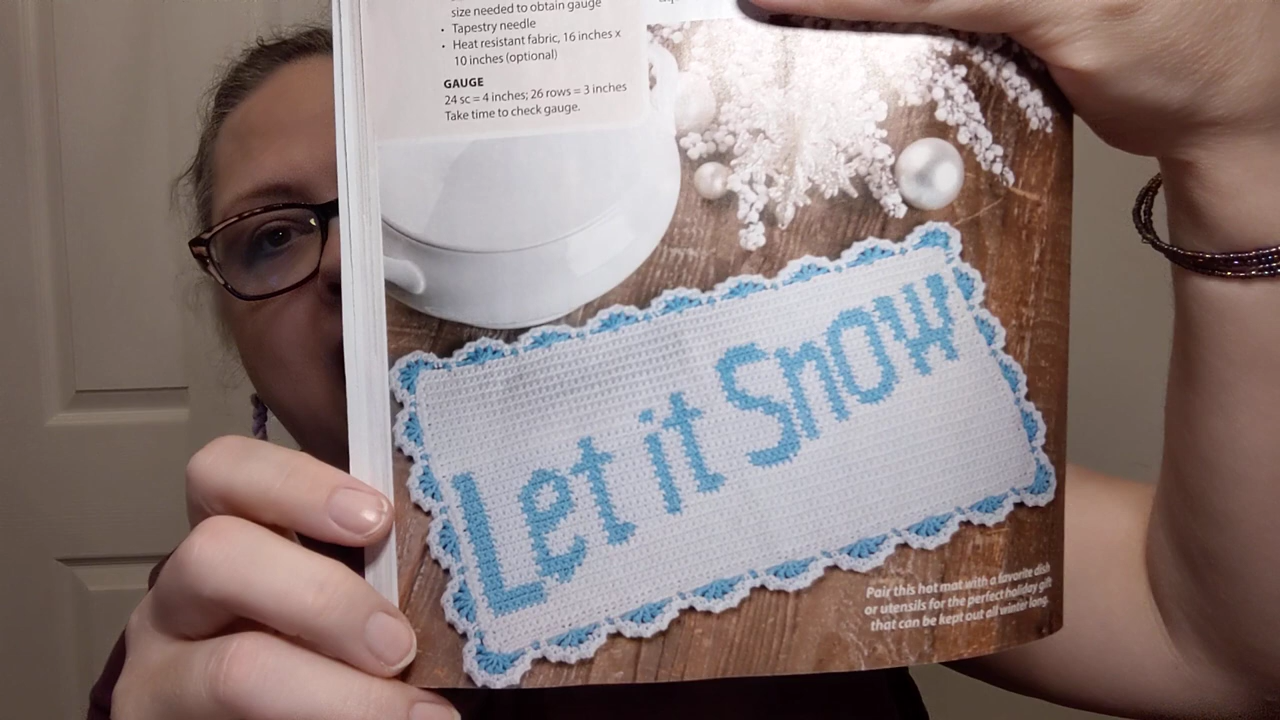 size needed to obtain gauge
• Tapestry needle
• Heat resistant fabric, 16 inches x
10 inches (optional)
GAUGE
24 sc = 4 inches; 26 rows = 3 inches
Take time to check gauge.
Let it Snow
Pair this hot mat with a favorite dish
or utensils for the perfect holiday gift
that can be kept out all winter long.